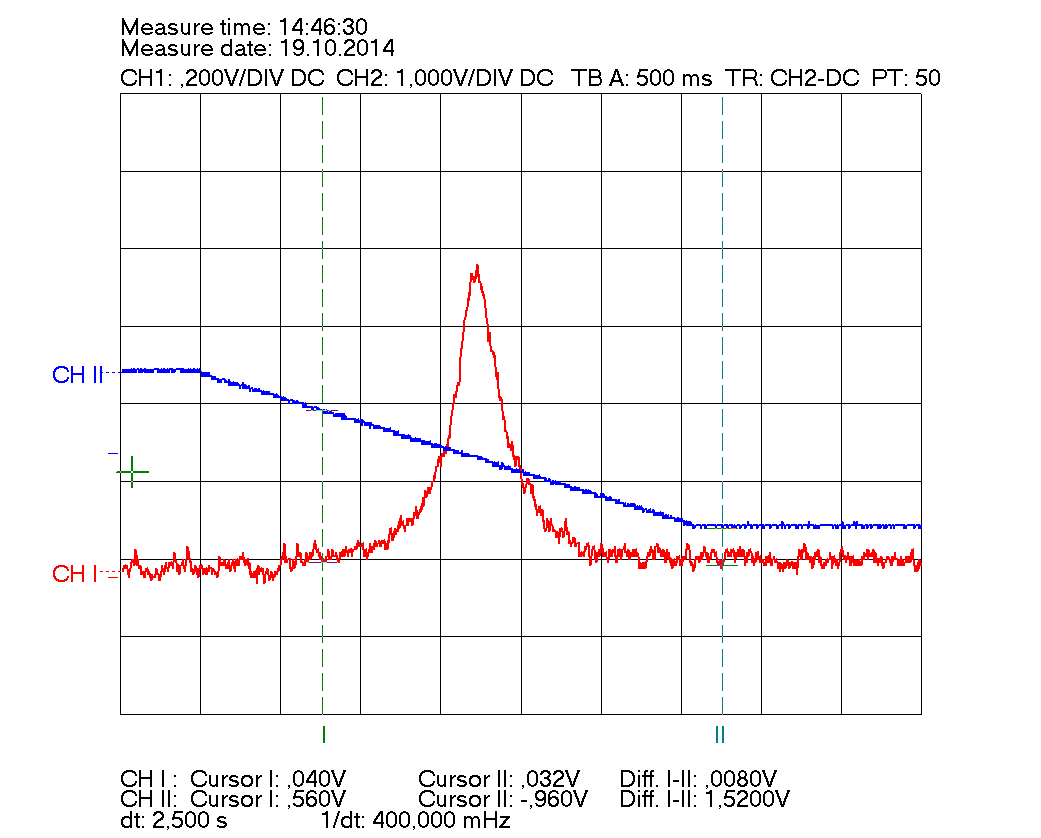 Measure time: 14:46:30
Measure date: 19.10.2014
CH1: ,200V/DIV DC CH2: 1,000V/DIV DC TB A: 500 ms TR: CH2-DC PT: 50
CH II
CH I
I II
CH I : Cursor I: ,040V Cursor II: ,032V Diff. I-II: ,0080V
CH II: Cursor I: ,560V Cursor II: -,960V Diff. I-II: 1,5200V
dt: 2,500 s 1/dt: 400,000 mHz